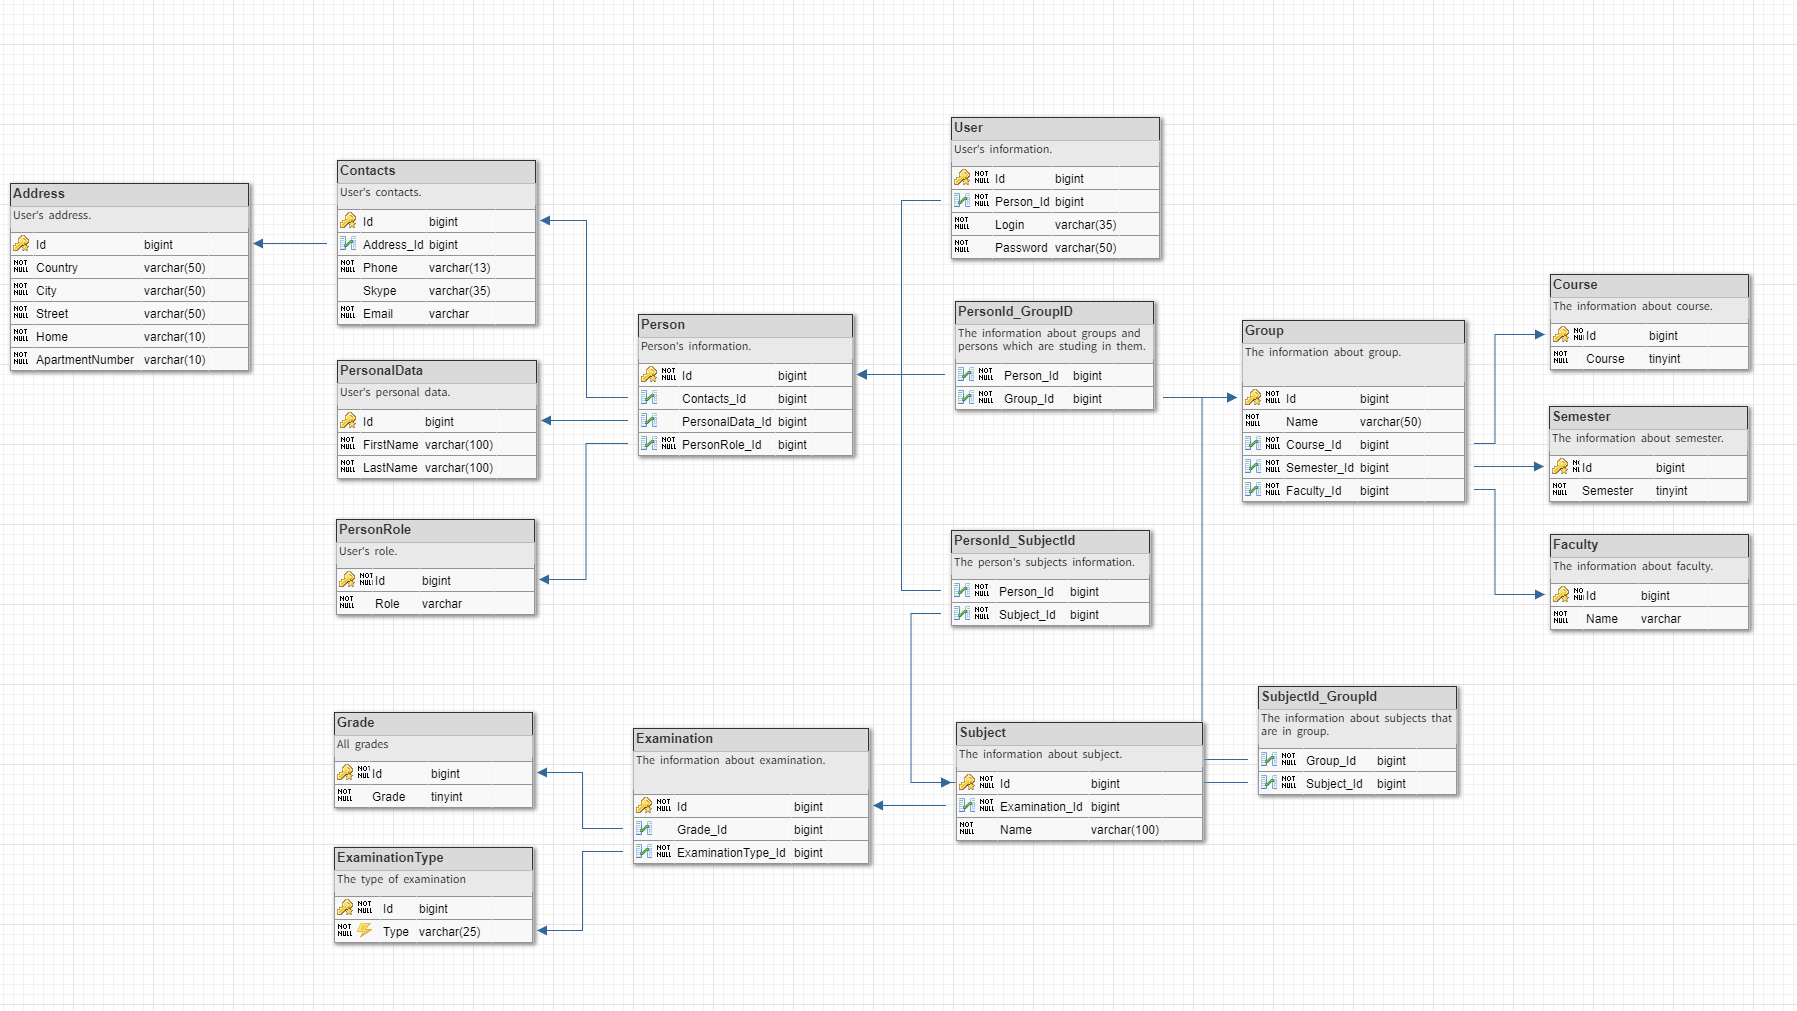 User
User's information.
NOT NULL Id bigint
NOT NULL Person_Id bigint
NOT NULL Login varchar(35)
NOT NULL Password varchar(50)
Contacts
User's contacts.
Id bigint
Address_Id bigint
NOT NULL Phone varchar(13)
Skype varchar(35)
NOT NULL Email varchar
Address
User's address.
Id bigint
NOT NULL Country varchar(50)
NOT NULL City varchar(50)
NOT NULL Street varchar(50)
NOT NULL Home varchar(10)
NOT NULL ApartmentNumber varchar(10)
PersonalData
User's personal data.
Id bigint
NOT NULL FirstName varchar(100)
NOT NULL LastName varchar(100)
PersonRole
User's role.
NOT NULL Id bigint
NOT NULL Role varchar
Person
Person's information.
NOT NULL Id bigint
Contacts_Id bigint
PersonalData_Id bigint
NOT NULL PersonRole_Id bigint
PersonId_GroupID
The information about groups and
persons which are studing in them.
NOT NULL Person_Id bigint
NOT NULL Group_Id bigint
Group
The information about group.
NOT NULL Id bigint
NOT NULL Name varchar(50)
NOT NULL Course_Id bigint
NOT NULL Semester_Id bigint
NOT NULL Faculty_Id bigint
Course
The information about course.
Id bigint
NOT NULL Course tinyint
Semester
The information about semester.
Id bigint
NOT NULL Semester tinyint
Faculty
The information about faculty.
Id bigint
NOT NULL Name varchar
PersonId_SubjectId
The person's subjects information.
NOT NULL Person_Id bigint
NOT NULL Subject_Id bigint
SubjectId_GroupId
The information about subjects that
are in group.
NOT NULL Group_Id bigint
NOT NULL Subject_Id bigint
Subject
The information about subject.
NOT NULL Id bigint
NOT NULL Examination_Id bigint
NOT NULL Name varchar(100)
Examination
The information about examination.
NOT NULL Id bigint
Grade_Id bigint
NOT NULL ExaminationType_Id bigint
Grade
All grades
NOT NULL Id bigint
NOT NULL Grade tinyint
ExaminationType
The type of examination
NOT NULL Id bigint
NOT NULL Type varchar(25)